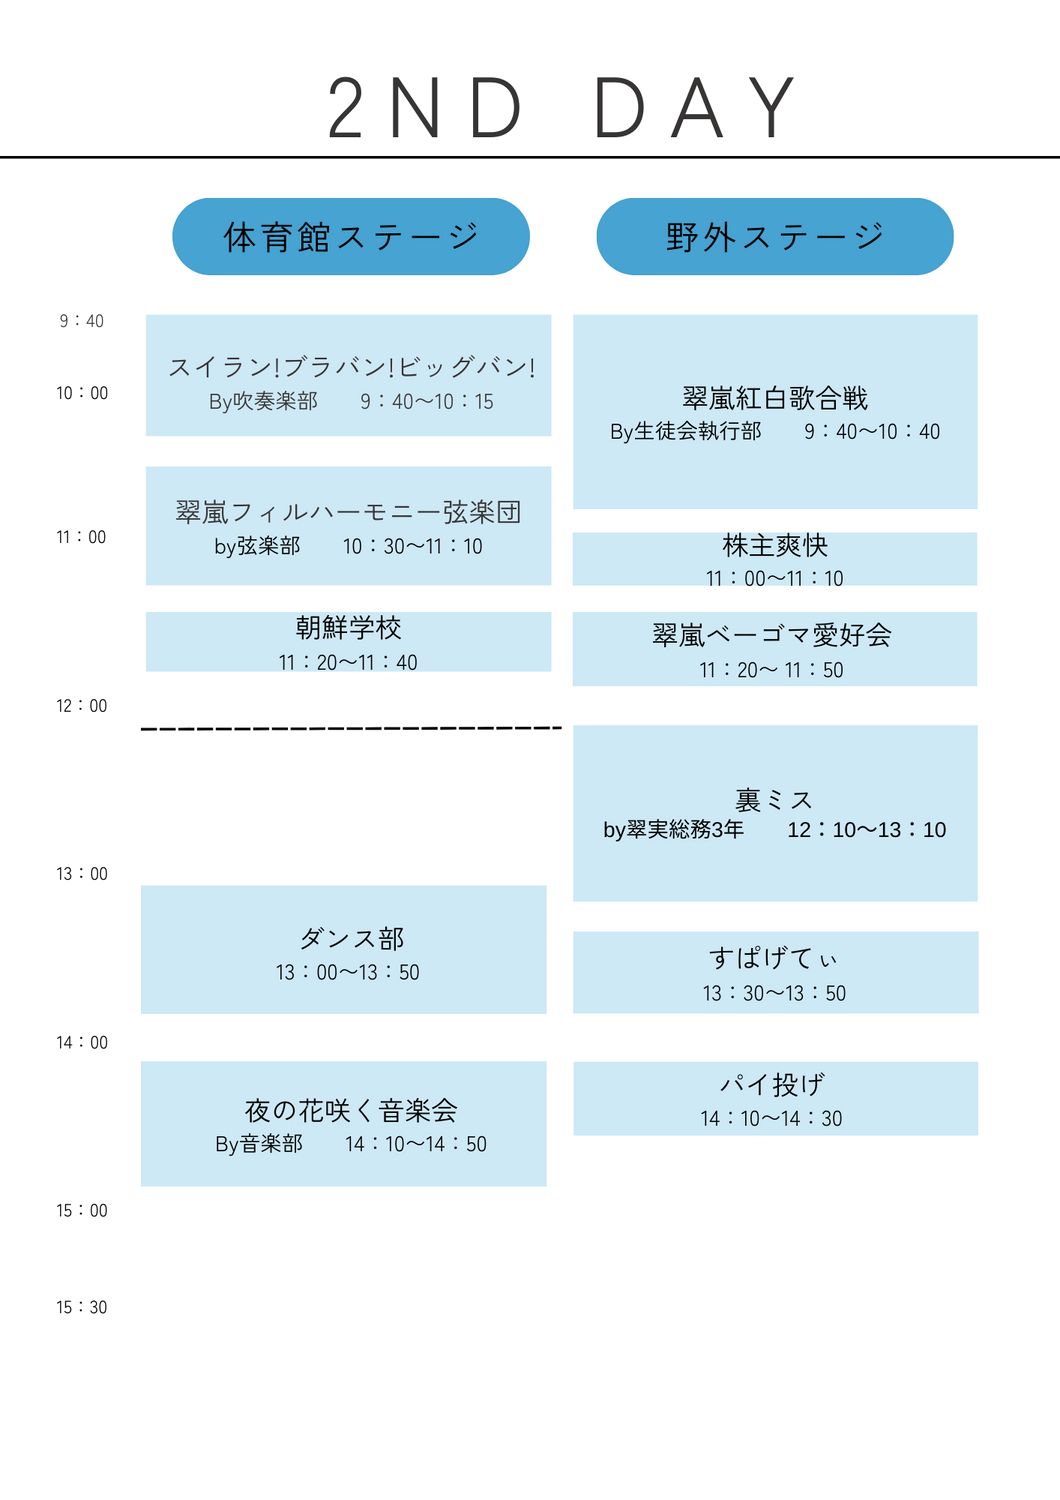 2ND DAY
体育館ステージ
野外ステージ
9：40
スイラン!ブラバン!ビッグバン!
By吹奏楽部　9：40〜10：15
翠嵐紅白歌合戦
By生徒会執行部　9：40〜10：40
10：00
翠嵐フィルハーモニー弦楽団
by弦楽部　10：30〜11：10
11：00
株主爽快
11：00〜11：10
朝鮮学校
11：20〜11：40
翠嵐ベーゴマ愛好会
11：20〜 11：50
12：00
裏ミス
by翠実総務3年　12：10〜13：10
13：00
ダンス部
13：00〜13：50
すぱげてぃ
13：30〜13：50
14：00
夜の花咲く音楽会
By音楽部　14：10〜14：50
パイ投げ
14：10〜14：30
15：00
15：30